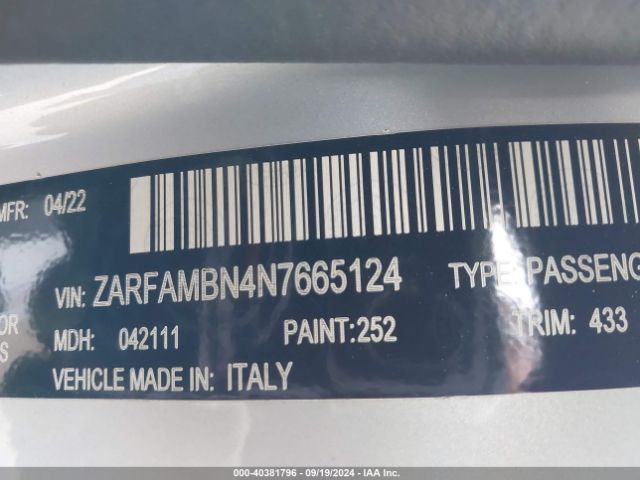 MFR: 04/22
VIN: ZARFAMBN4N7665124 TYPE: PASSENG
OR
S
MDH: 042111 PAINT:252 TRIM: 433
VEHICLE MADE IN: ITALY
000-40381796 - 09/19/2024 - IAA Inc.